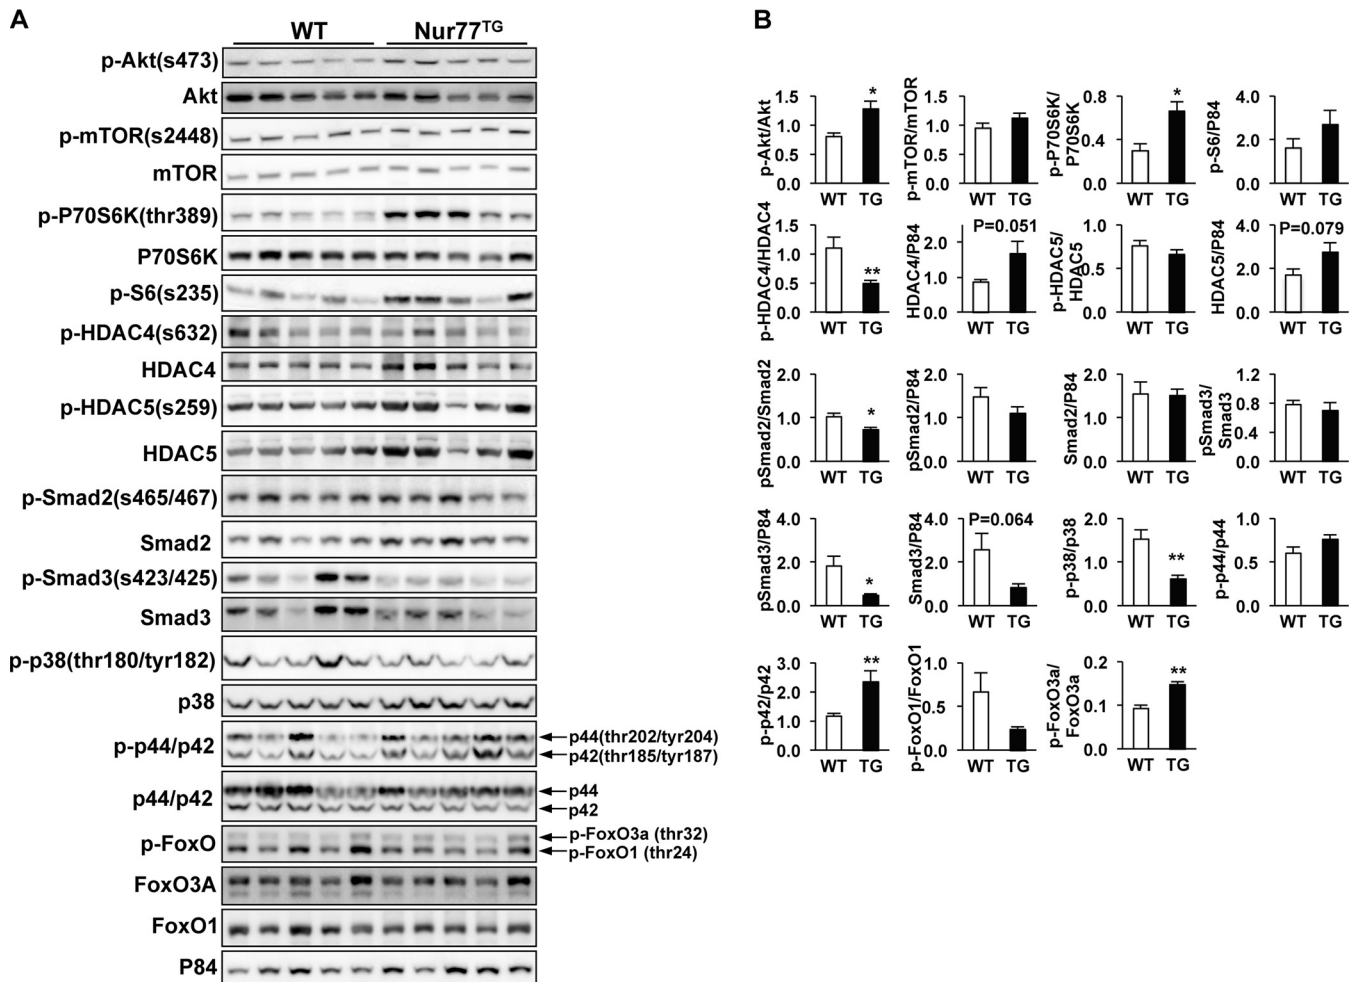 A
WT Nur77TG
p-Akt(s473)
Akt
p-mTOR(s2448)
mTOR
p-P70S6K(thr389)
P70S6K
p-S6(s235)
p-HDAC4(s632)
HDAC4
p-HDAC5(s259)
HDAC5
p-Smad2(s465/467)
Smad2
p-Smad3(s423/425)
Smad3
p-p38(thr180/tyr182)
p38
p-p44/p42
p44(thr202/tyr204)
p42(thr185/tyr187)
p44/p42
p44
p42
p-FoxO
p-FoxO3a (thr32)
p-FoxO1 (thr24)
FoxO3A
FoxO1
P84
B
p-Akt/Akt
1.5
1.0
0.5
0.0
*
WT TG
p-mTOR/mTOR
1.5
1.0
0.5
0.0
WT TG
p-P70S6K/
P70S6K
0.8
0.4
0.0
*
WT TG
p-S6/P84
4.0
2.0
0.0
WT TG
p-HDAC4/HDAC4
1.5
1.0
0.5
0.0
**
WT TG
HDAC4/P84
P=0.051
2.0
1.0
0.0
WT TG
p-HDAC5/
HDAC5
1.0
0.5
0.0
WT TG
HDAC5/P84
4.0
P=0.079
2.0
0.0
WT TG
pSmad2/Smad2
2.0
1.0
0.0
*
WT TG
pSmad2/P84
2.0
1.0
0.0
WT TG
Smad2/P84
2.0
1.0
0.0
WT TG
pSmad3/
Smad3
1.2
0.8
0.4
0.0
WT TG
pSmad3/P84
4.0
2.0
0.0
*
WT TG
Smad3/P84
4.0
P=0.064
2.0
0.0
WT TG
p-p38/p38
2.0
1.0
0.0
**
WT TG
p-p44/p44
1.0
0.5
0.0
WT TG
p-p42/p42
3.0
2.0
1.0
0.0
**
WT TG
p-FoxO1/FoxO1
1.0
0.5
0.0
WT TG
p-FoxO3a/
FoxO3a
0.2
0.1
0.0
**
WT TG